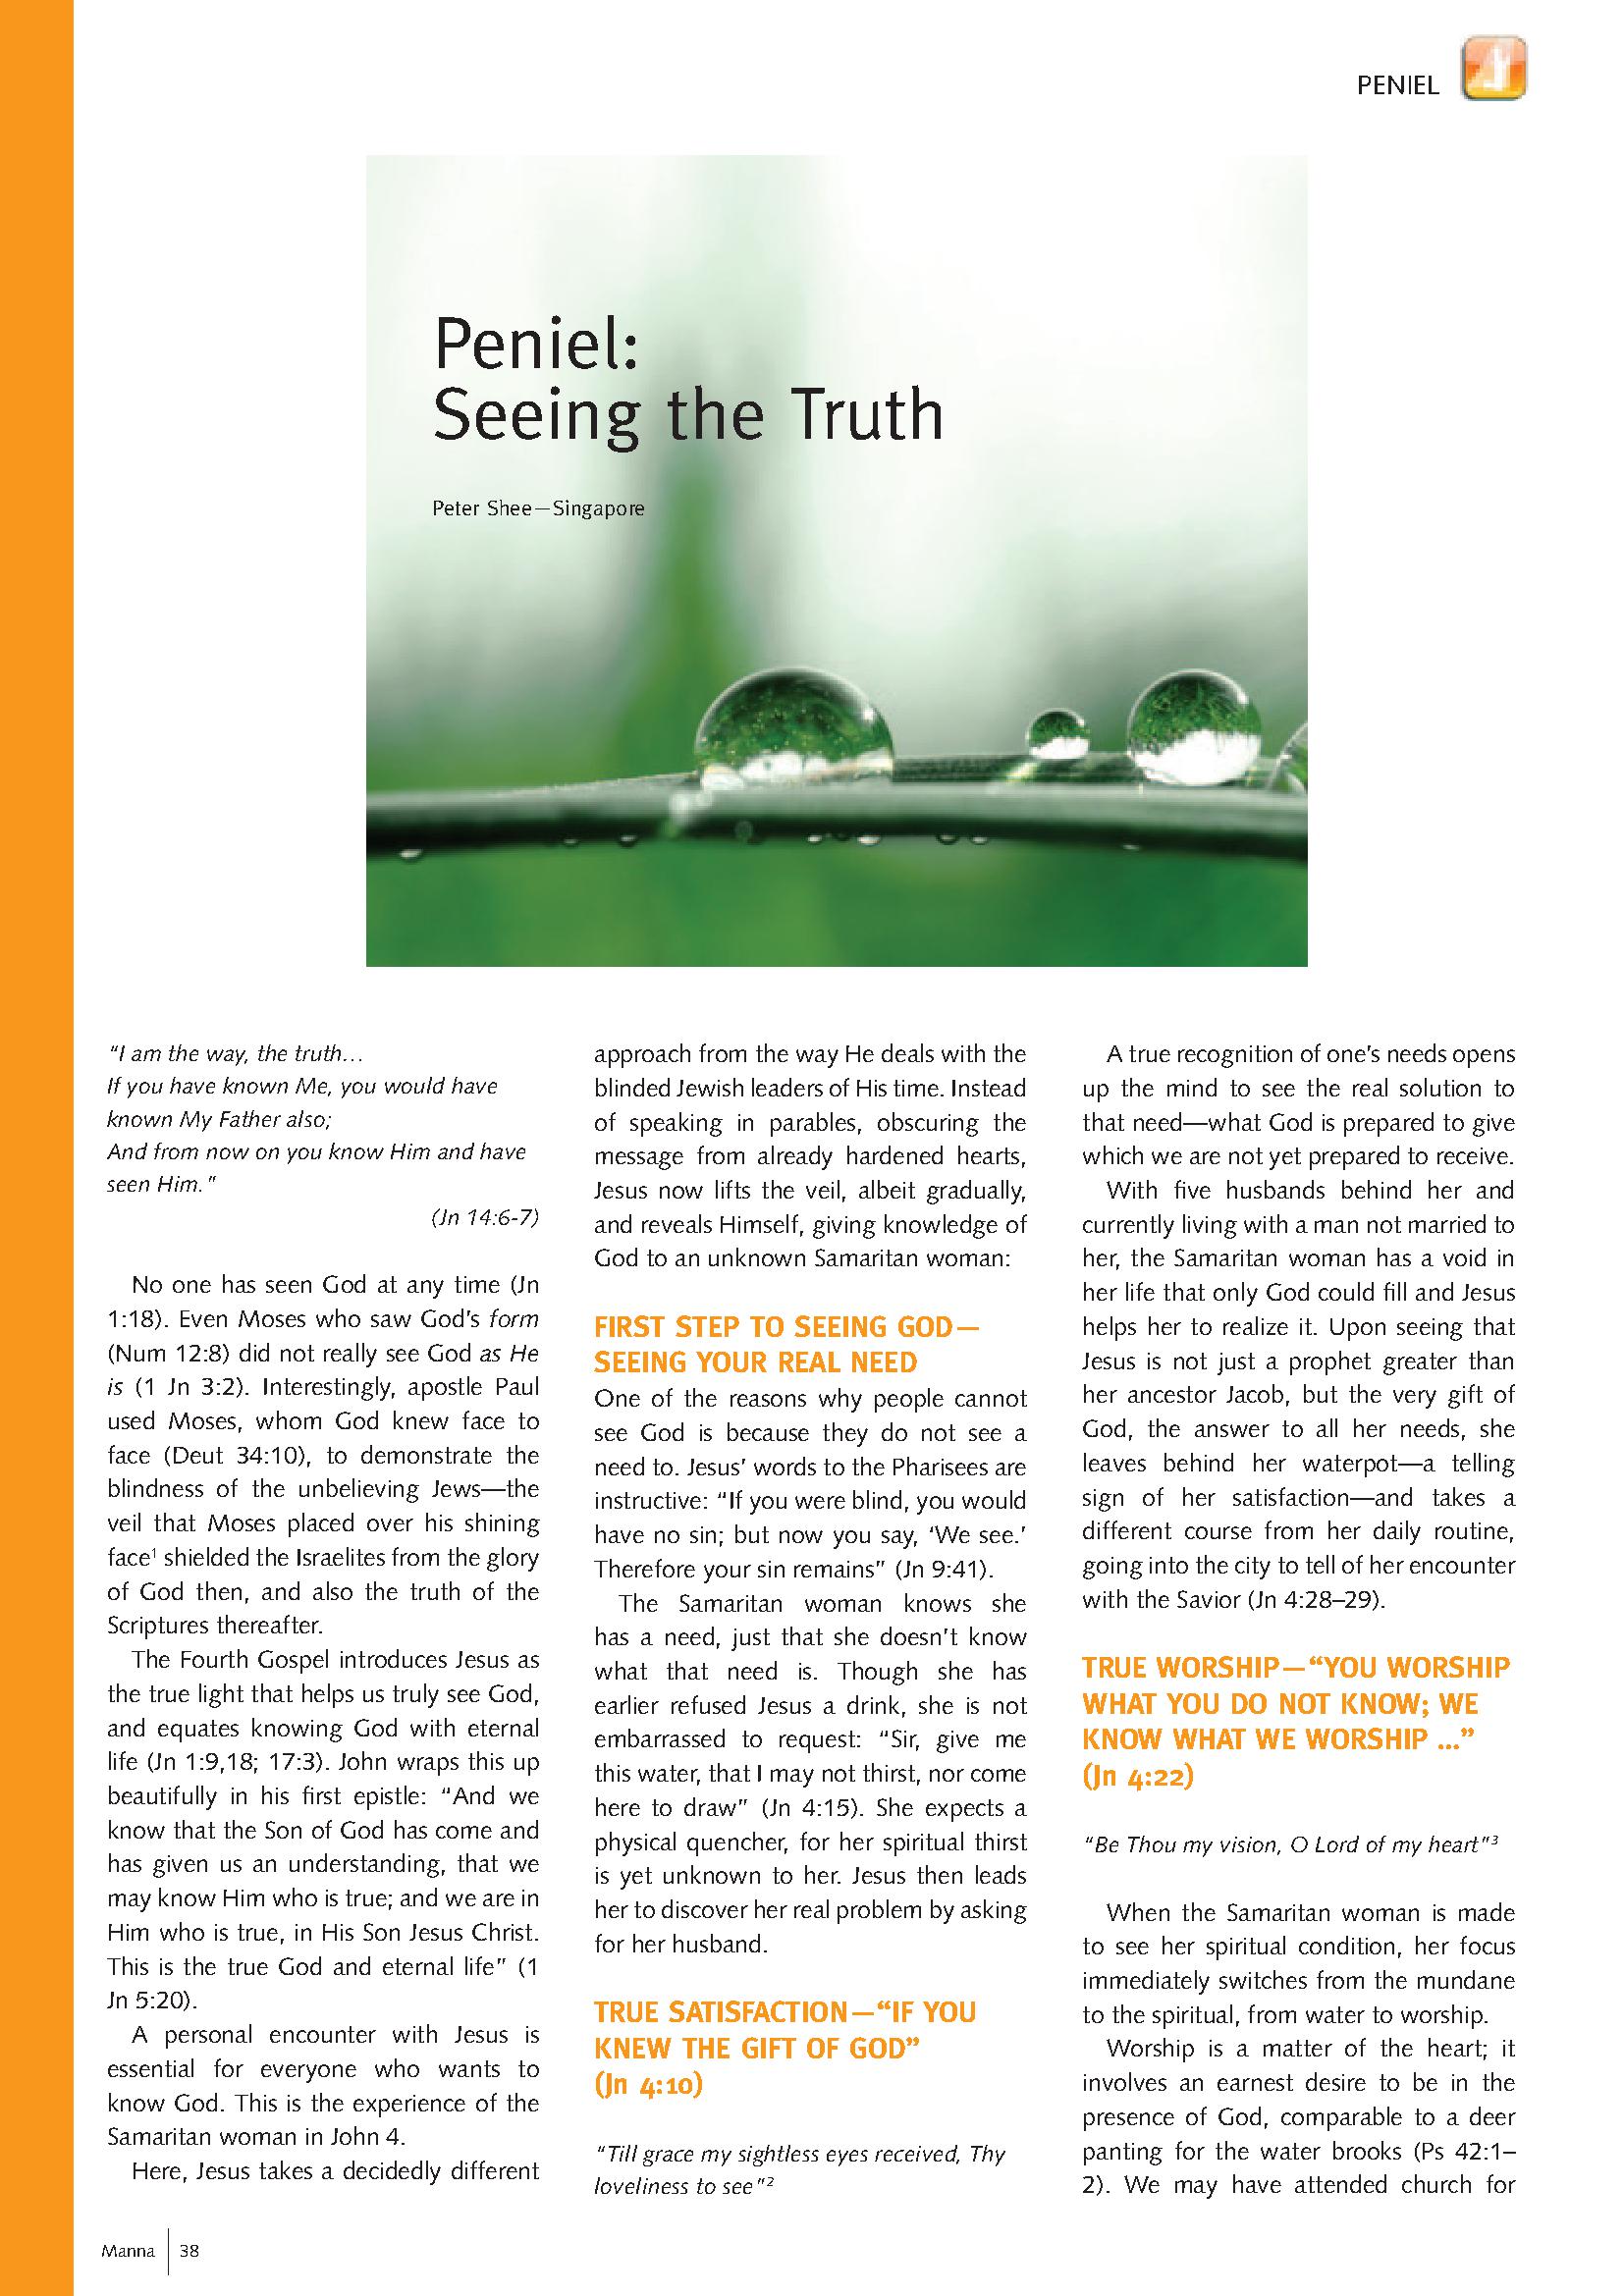 PENIEL
Peniel:
Seeing the Truth
Peter Shee—Singapore
“I am the way, the truth…
If you have known Me, you would have
known My Father also;
And from now on you know Him and have
seen Him.”
(Jn 14:6-7)
No one has seen God at any time (Jn
1:18). Even Moses who saw God’s form
(Num 12:8) did not really see God as He
is (1 Jn 3:2). Interestingly, apostle Paul
used Moses, whom God knew face to
face (Deut 34:10), to demonstrate the
blindness of the unbelieving Jews—the
veil that Moses placed over his shining
face¹ shielded the Israelites from the glory
of God then, and also the truth of the
Scriptures thereafter.
The Fourth Gospel introduces Jesus as
the true light that helps us truly see God,
and equates knowing God with eternal
life (Jn 1:9,18; 17:3). John wraps this up
beautifully in his first epistle: “And we
know that the Son of God has come and
has given us an understanding, that we
may know Him who is true; and we are in
Him who is true, in His Son Jesus Christ.
This is the true God and eternal life” (1
Jn 5:20).
A personal encounter with Jesus is
essential for everyone who wants to
know God. This is the experience of the
Samaritan woman in John 4.
Here, Jesus takes a decidedly different
approach from the way He deals with the
blinded Jewish leaders of His time. Instead
of speaking in parables, obscuring the
message from already hardened hearts,
Jesus now lifts the veil, albeit gradually,
and reveals Himself, giving knowledge of
God to an unknown Samaritan woman:
FIRST STEP TO SEEING GOD—
SEEING YOUR REAL NEED
One of the reasons why people cannot
see God is because they do not see a
need to. Jesus’ words to the Pharisees are
instructive: “If you were blind, you would
have no sin; but now you say, ‘We see.’
Therefore your sin remains” (Jn 9:41).
The Samaritan woman knows she
has a need, just that she doesn’t know
what that need is. Though she has
earlier refused Jesus a drink, she is not
embarrassed to request: “Sir, give me
this water, that I may not thirst, nor come
here to draw” (Jn 4:15). She expects a
physical quencher, for her spiritual thirst
is yet unknown to her. Jesus then leads
her to discover her real problem by asking
for her husband.
TRUE SATISFACTION—“IF YOU
KNEW THE GIFT OF GOD”
(Jn 4:10)
“Till grace my sightless eyes received, Thy
loveliness to see”²
A true recognition of one’s needs opens
up the mind to see the real solution to
that need—what God is prepared to give
which we are not yet prepared to receive.
With five husbands behind her and
currently living with a man not married to
her, the Samaritan woman has a void in
her life that only God could fill and Jesus
helps her to realize it. Upon seeing that
Jesus is not just a prophet greater than
her ancestor Jacob, but the very gift of
God, the answer to all her needs, she
leaves behind her waterpot—a telling
sign of her satisfaction—and takes a
different course from her daily routine,
going into the city to tell of her encounter
with the Savior (Jn 4:28–29).
TRUE WORSHIP—“YOU WORSHIP
WHAT YOU DO NOT KNOW; WE
KNOW WHAT WE WORSHIP ...”
(Jn 4:22)
“Be Thou my vision, O Lord of my heart”³
When the Samaritan woman is made
to see her spiritual condition, her focus
immediately switches from the mundane
to the spiritual, from water to worship.
Worship is a matter of the heart; it
involves an earnest desire to be in the
presence of God, comparable to a deer
panting for the water brooks (Ps 42:1–
2). We may have attended church for
Manna 38